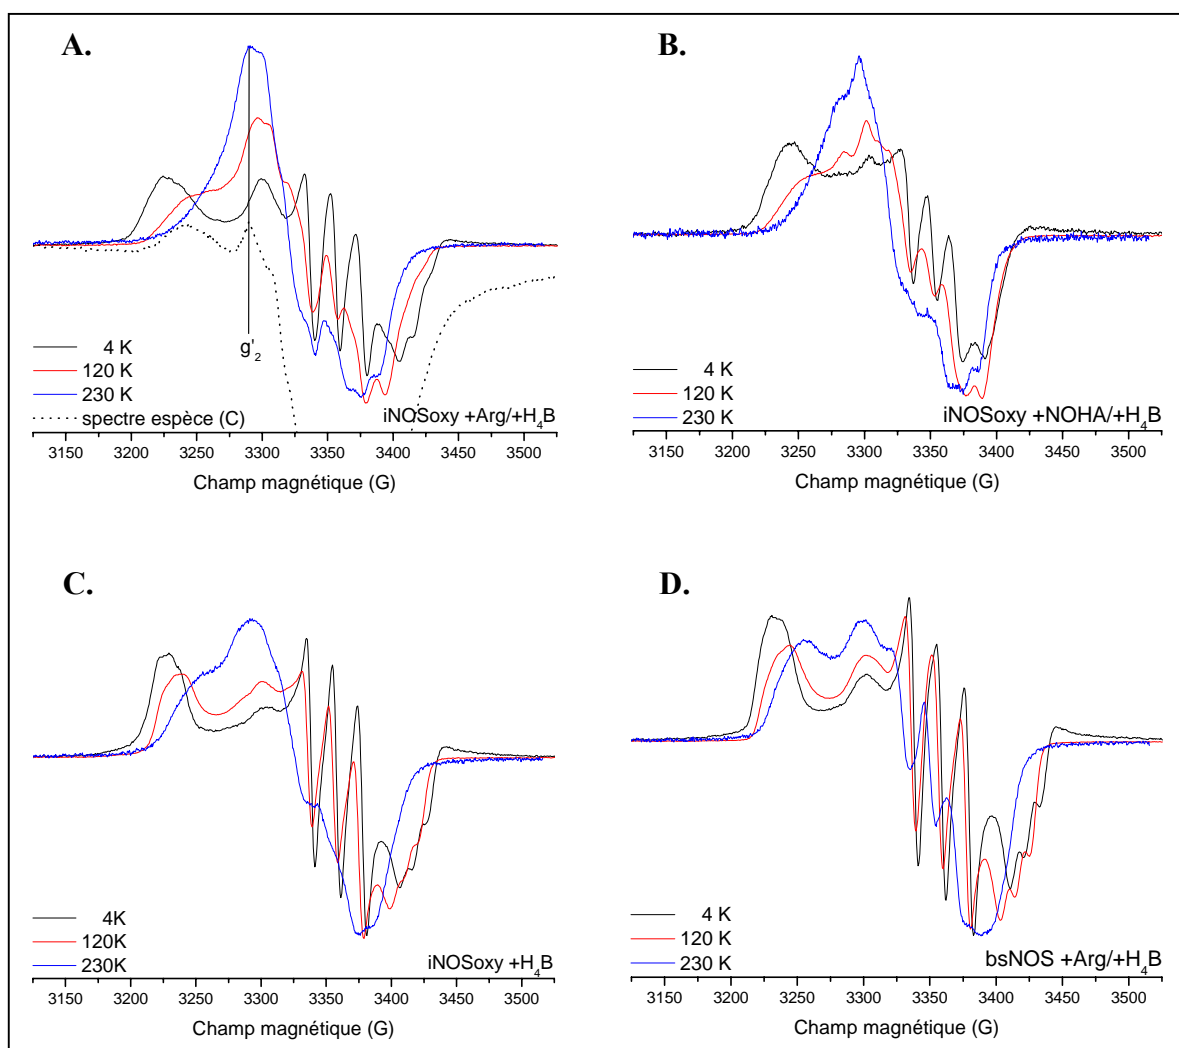 A.
g'2
4 K
120 K
230 K
spectre espèce (C)
iNOSoxy +Arg/+H4B
3150 3200 3250 3300 3350 3400 3450 3500
Champ magnétique (G)
B.
4 K
120 K
230 K
iNOSoxy +NOHA/+H4B
3150 3200 3250 3300 3350 3400 3450 3500
Champ magnétique (G)
C.
4K
120K
230K
iNOSoxy +H4B
3150 3200 3250 3300 3350 3400 3450 3500
Champ magnétique (G)
D.
4 K
120 K
230 K
bsNOS +Arg/+H4B
3150 3200 3250 3300 3350 3400 3450 3500
Champ magnétique (G)